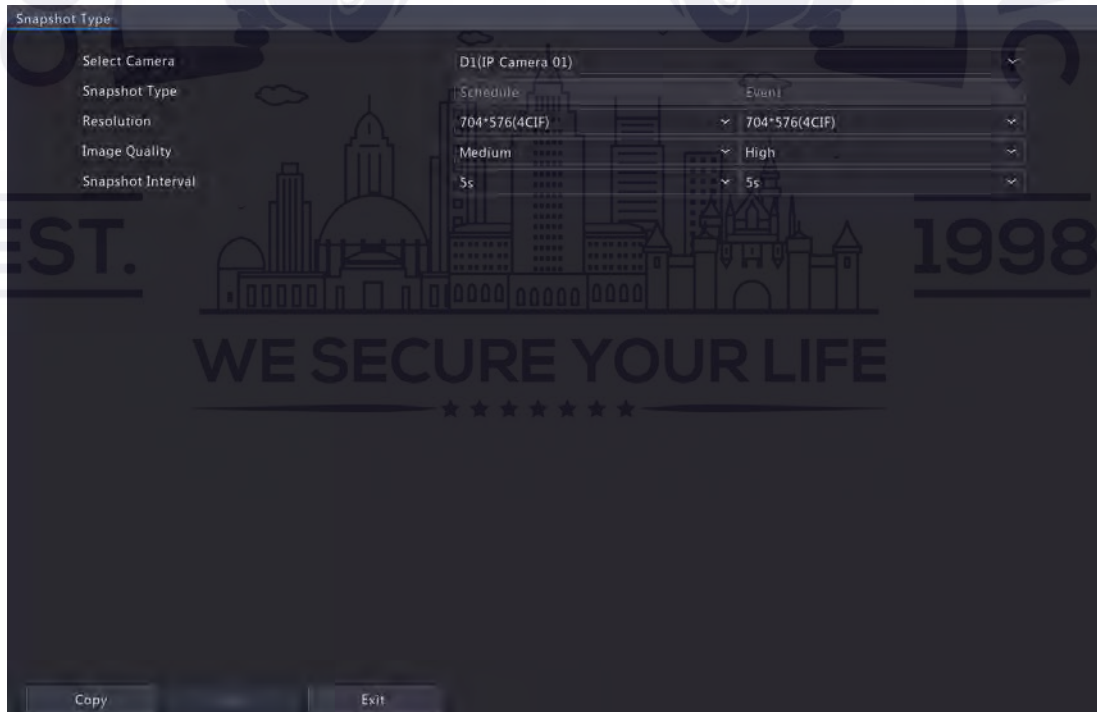 Snapshot Type
Select Camera D1(IP Camera 01)
Snapshot Type Schedule Event
Resolution 704*576(4CIF) 704*576(4CIF)
Image Quality Medium High
Snapshot Interval 5s 5s
EST. 1998
WE SECURE YOUR LIFE
Copy Exit